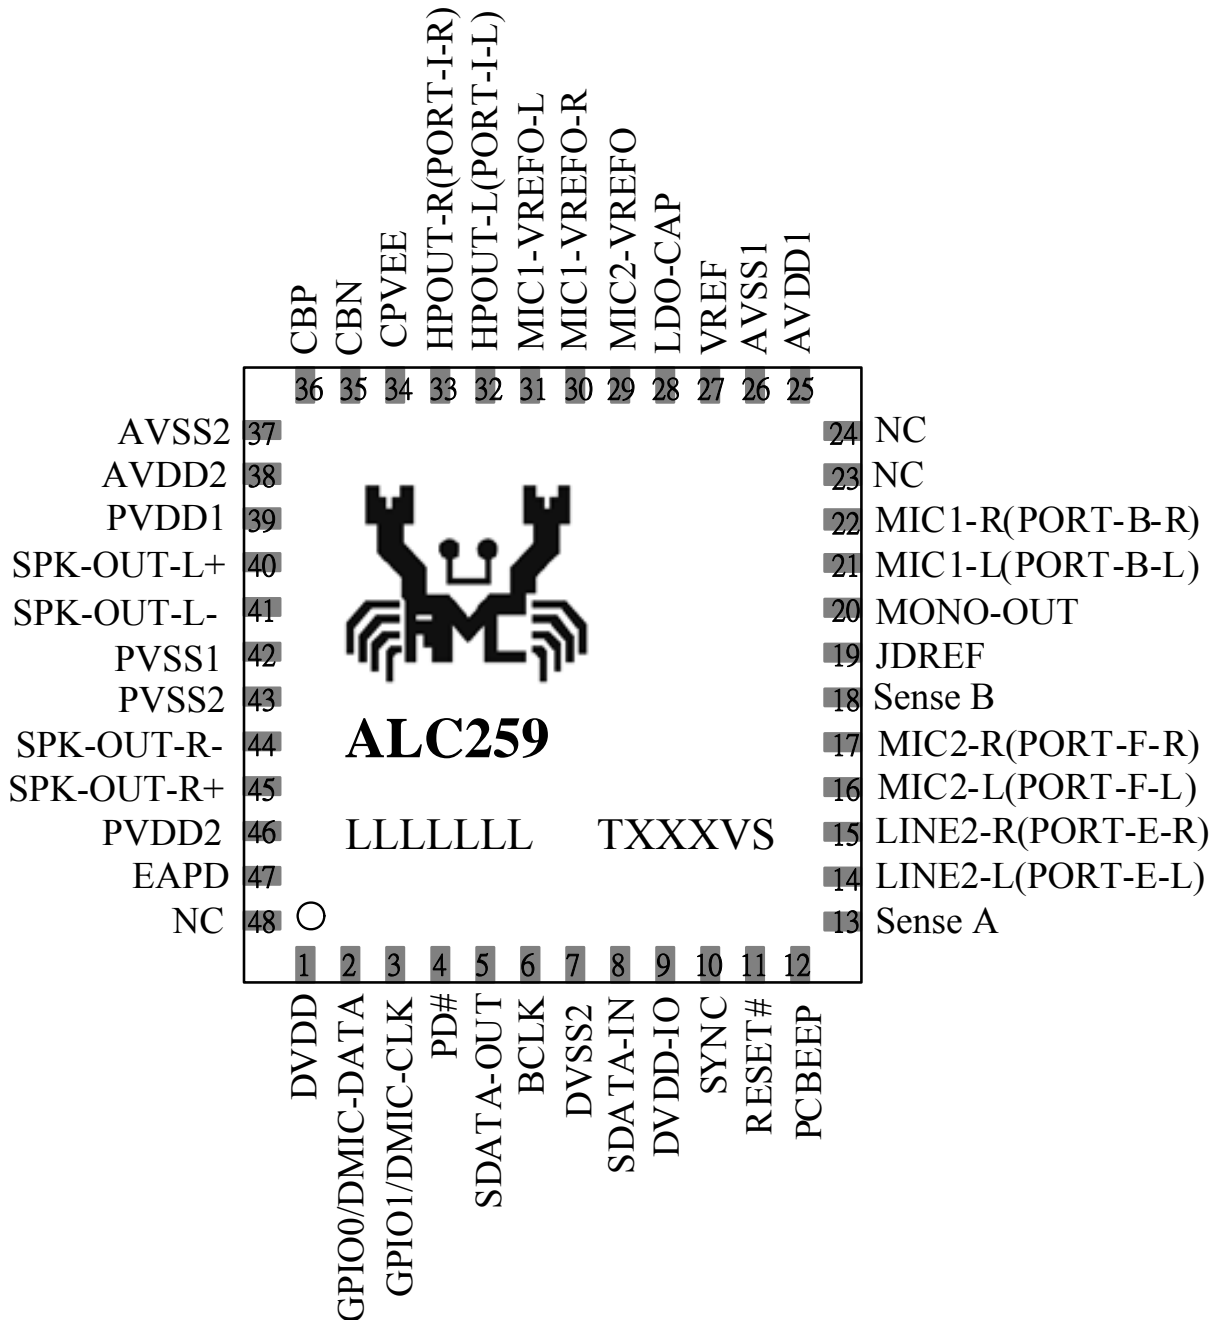 CBP
CBN
CPVEE
HPOUT-R(PORT-I-R)
HPOUT-L(PORT-I-L)
MIC1-VREFO-L
MIC1-VREFO-R
MIC2-VREFO
LDO-CAP
VREF
AVSS1
AVDD1
36 35 34 33 32 31 30 29 28 27 26 25
AVSS2 37
AVDD2 38
PVDD1 39
SPK-OUT-L+ 40
SPK-OUT-L- 41
PVSS1 42
PVSS2 43
SPK-OUT-R- 44
SPK-OUT-R+ 45
PVDD2 46
EAPD 47
NC 48
AMC
ALC259
LLLLLLL TXXXVS
24 NC
23 NC
22 MIC1-R(PORT-B-R)
21 MIC1-L(PORT-B-L)
20 MONO-OUT
19 JDREF
18 Sense B
17 MIC2-R(PORT-F-R)
16 MIC2-L(PORT-F-L)
15 LINE2-R(PORT-E-R)
14 LINE2-L(PORT-E-L)
13 Sense A
1 2 3 4 5 6 7 8 9 10 11 12
DVDD
GPIO0/DMIC-DATA
GPIO1/DMIC-CLK
PD#
SDATA-OUT
BCLK
DVSS2
SDATA-IN
DVDD-IO
SYNC
RESET#
PCBEEP